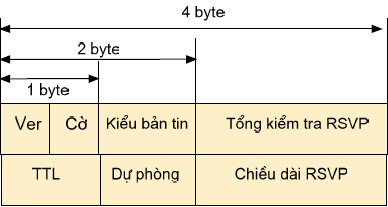 4 byte
2 byte
1 byte
Ver Cờ Kiểu bản tin Tổng kiểm tra RSVP
TTL Dự phòng Chiều dài RSVP